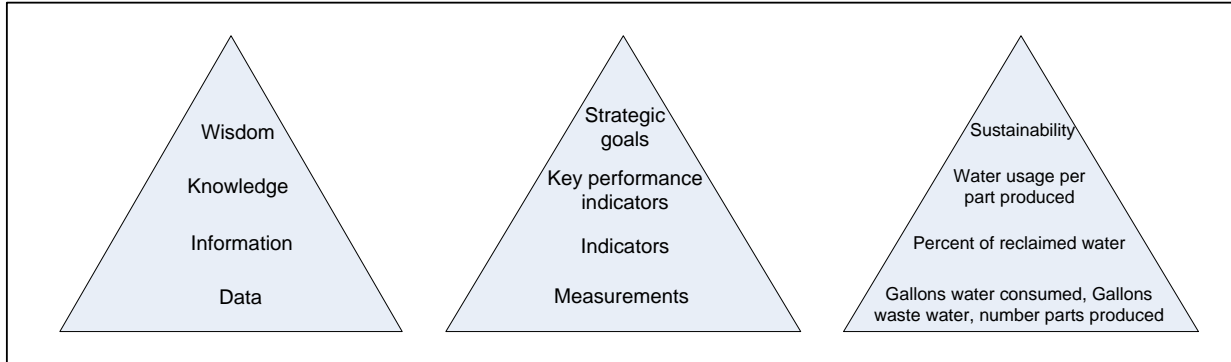 Wisdom
Knowledge
Information
Data
Strategic
goals
Key performance
indicators
Indicators
Measurements
Sustainability
Water usage per
part produced
Percent of reclaimed water
Gallons water consumed, Gallons
waste water, number parts produced